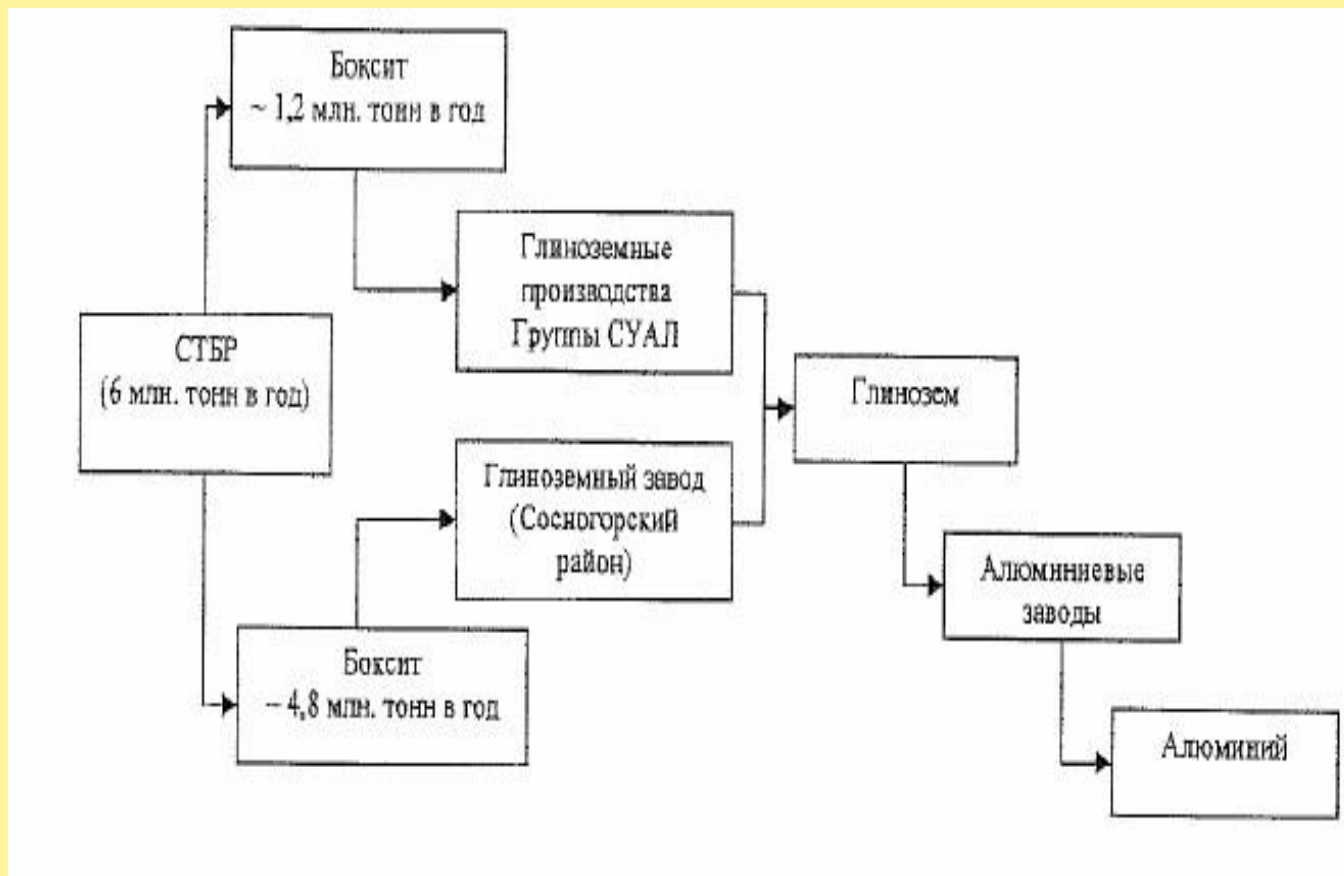 Боксит
~ 1,2 млн. тонн в год
Глиноземные
производства
Группы СУАЛ
СТБР
(6 млн. тонн в год)
Глинозем
Глиноземный завод
(Сосногорский
район)
Алюминиевые
заводы
Боксит
~ 4,8 млн. тонн в год
Алюминий